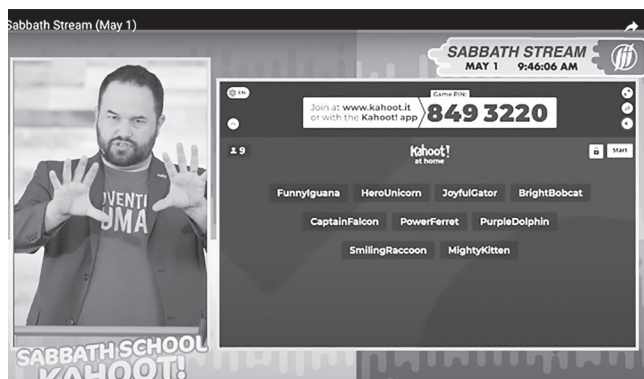 Sabbath Stream (May 1)
SABBATH STREAM
MAY 1 9:46:06 AM
EN
Game PIN:
Join at www.kahoot.it
or with the Kahoot! app
849 3220
9
Kahoot!
at home
Start
FunnyIguana HeroUnicorn JoyfulGator BrightBobcat
CaptainFalcon PowerFerret PurpleDolphin
SmilingRaccoon MightyKitten
OVENTI
UMA
SABBATH SCHOOL
KAHOOT!